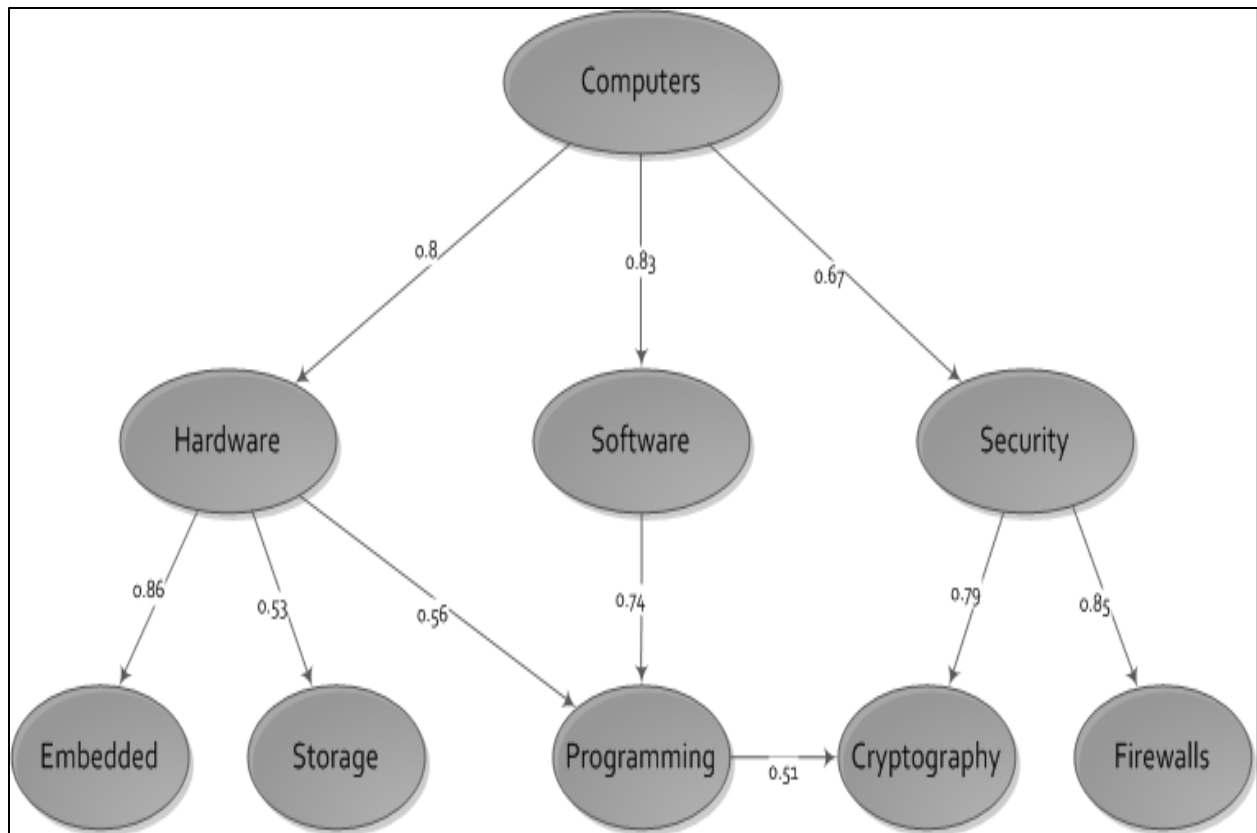 Computers
0.8
0.83
0.67
Hardware
Software
Security
0.86
0.53
0.56
0.74
0.79
0.85
Embedded
Storage
Programming
0.51
Cryptography
Firewalls